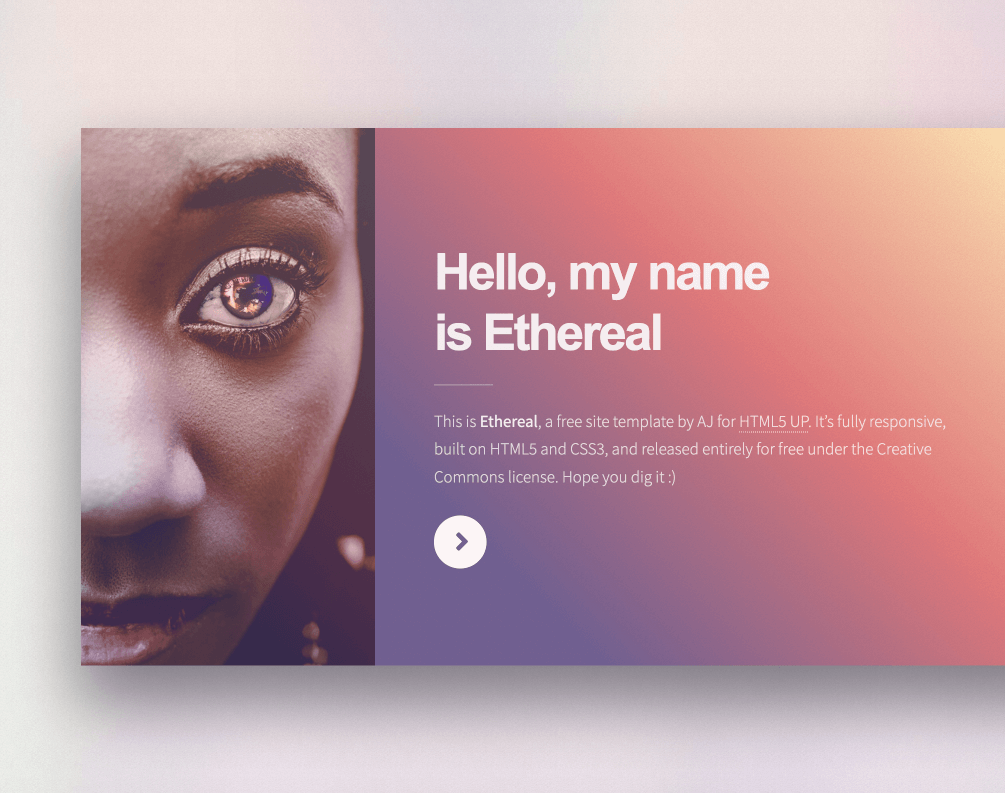 Hello, my name
is Ethereal
This is Ethereal, a free site template by AJ for HTML5 UP. It’s fully responsive,
built on HTML5 and CSS3, and released entirely for free under the Creative
Commons license. Hope you dig it :)